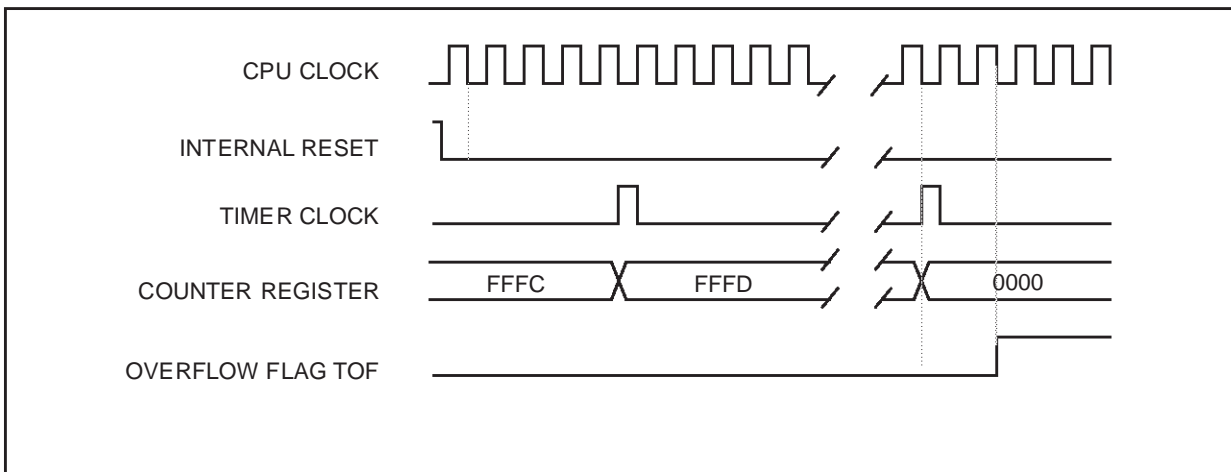 CPU CLOCK
INTERNAL RESET
TIMER CLOCK
COUNTER REGISTER
FFFC
FFFD
0000
OVERFLOW FLAG TOF